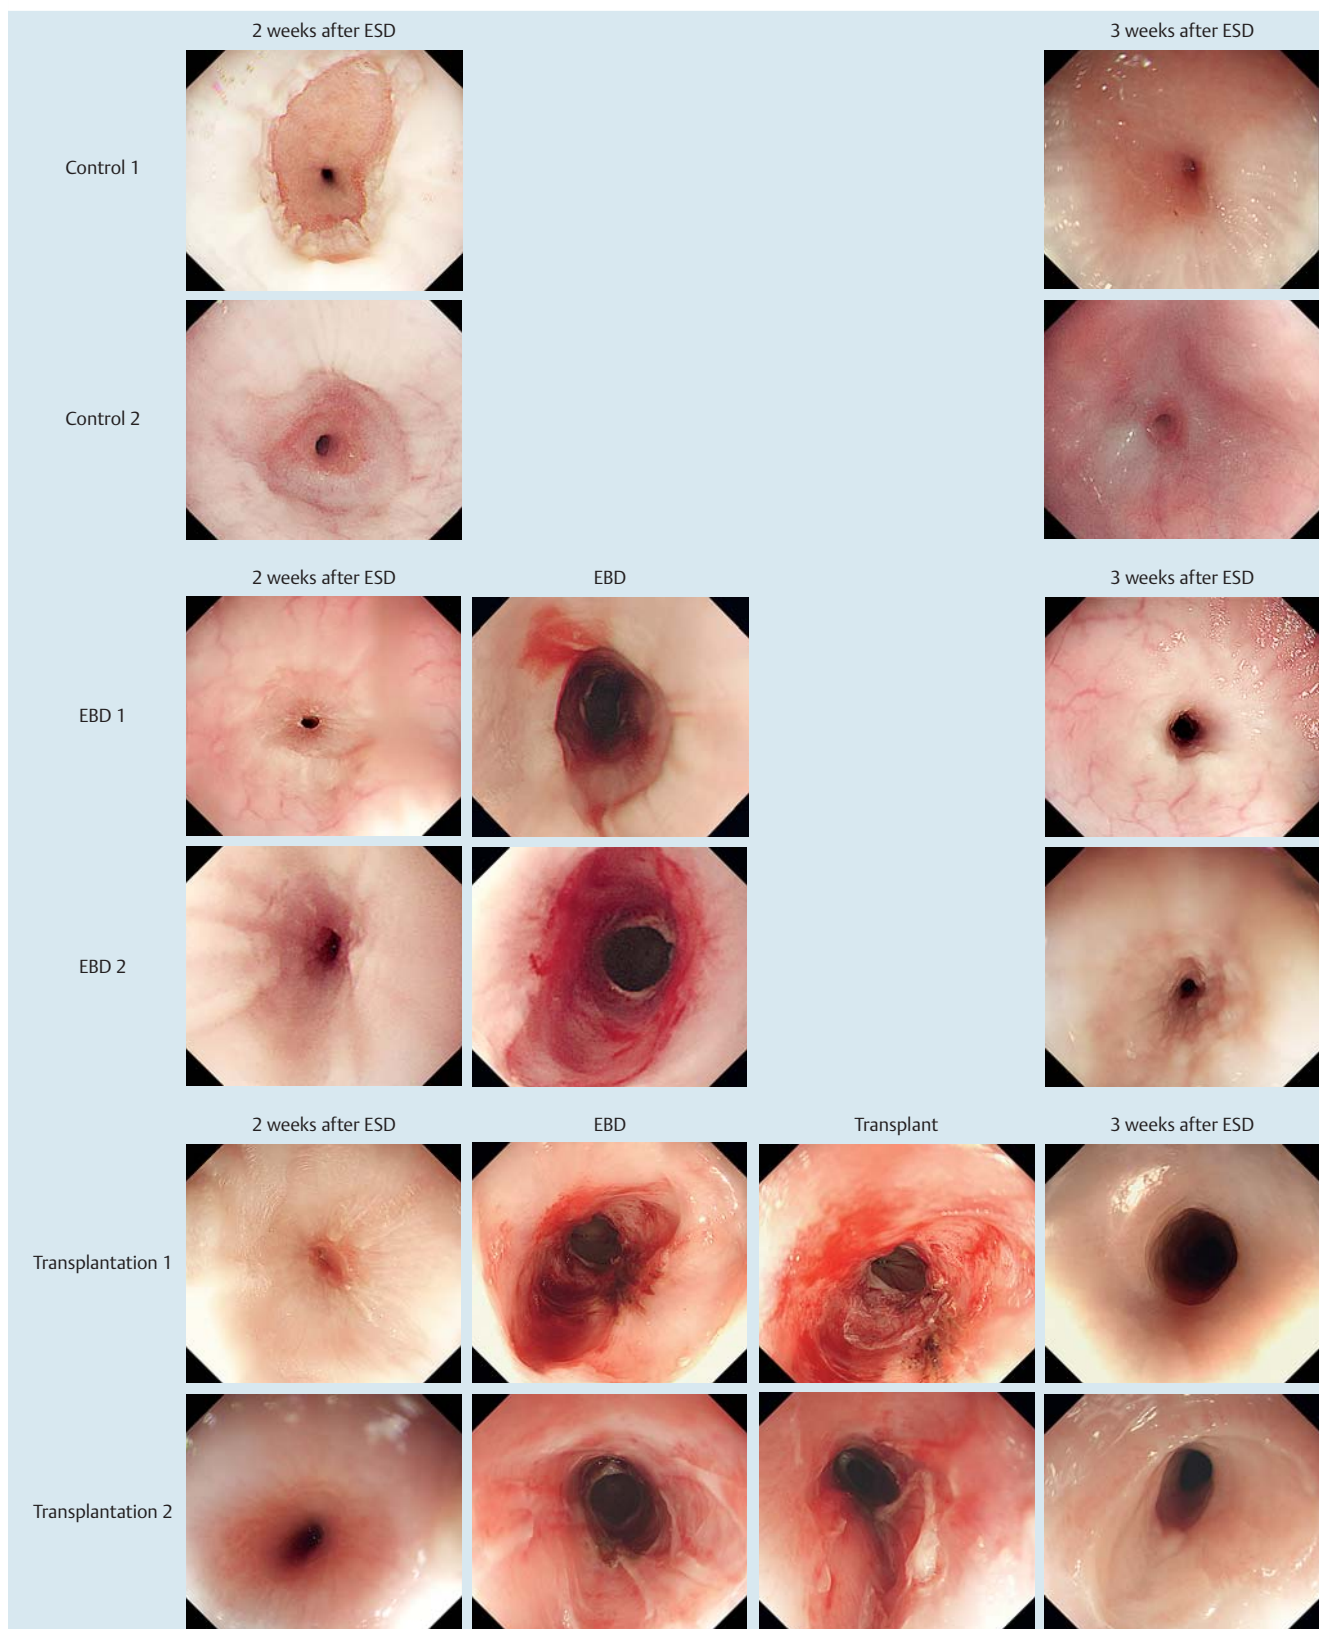 2 weeks after ESD 3 weeks after ESD
Control 1
Control 2
2 weeks after ESD EBD 3 weeks after ESD
EBD 1
EBD 2
2 weeks after ESD EBD Transplant 3 weeks after ESD
Transplantation 1
Transplantation 2